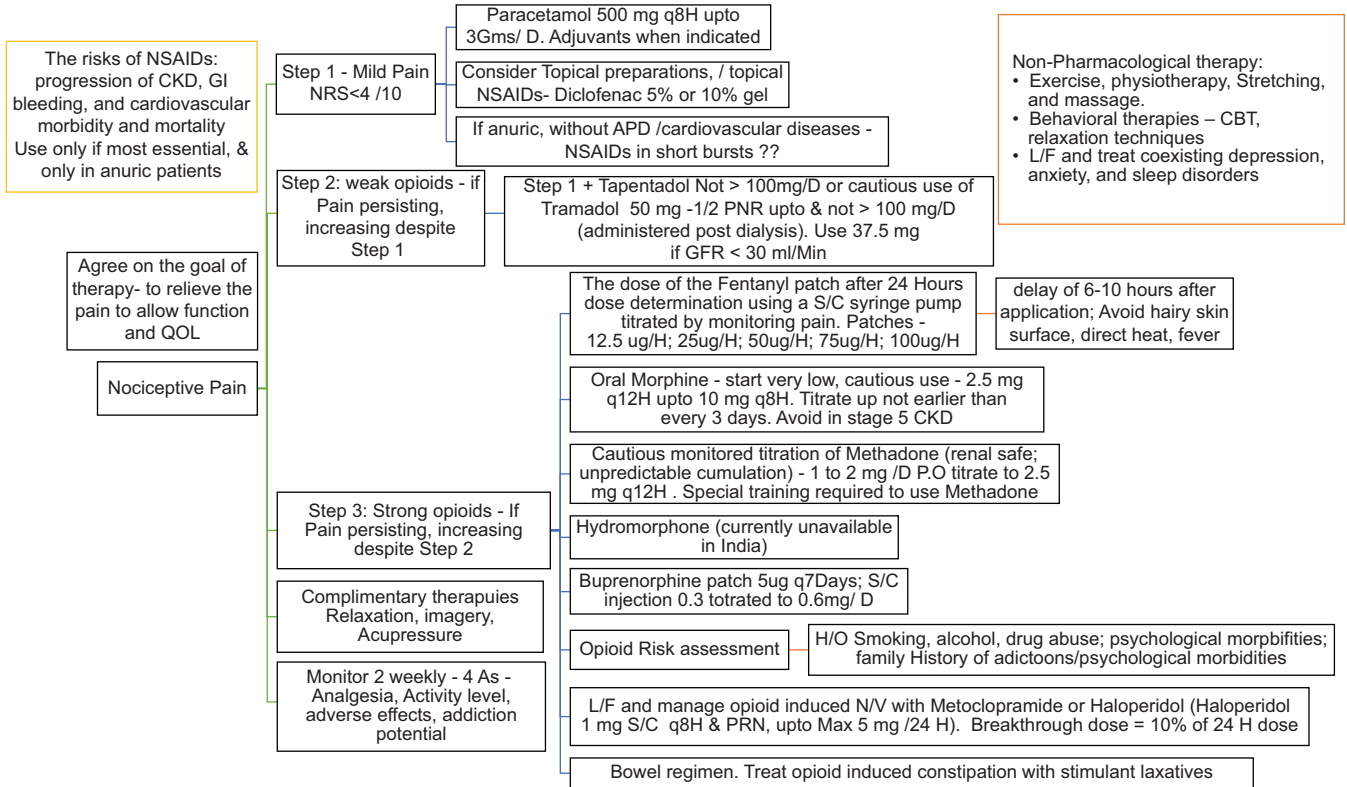 The risks of NSAIDs:
progression of CKD, GI
bleeding, and cardiovascular
morbidity and mortality
Use only if most essential, &
only in anuric patients
Agree on the goal of
therapy- to relieve the
pain to allow function
and QOL
Nociceptive Pain
Step 1 - Mild Pain
NRS<4 /10
Paracetamol 500 mg q8H upto
3Gms/ D. Adjuvants when indicated
Consider Topical preparations, / topical
NSAIDs- Diclofenac 5% or 10% gel
If anuric, without APD /cardiovascular diseases -
NSAIDs in short bursts ??
Non-Pharmacological therapy:
• Exercise, physiotherapy, Stretching,
and massage.
• Behavioral therapies – CBT,
relaxation techniques
• L/F and treat coexisting depression,
anxiety, and sleep disorders
Step 2: weak opioids - if
Pain persisting,
increasing despite
Step 1
Step 1 + Tapentadol Not > 100mg/D or cautious use of
Tramadol 50 mg -1/2 PNR upto & not > 100 mg/D
(administered post dialysis). Use 37.5 mg
if GFR < 30 ml/Min
Step 3: Strong opioids - If
Pain persisting, increasing
despite Step 2
The dose of the Fentanyl patch after 24 Hours
dose determination using a S/C syringe pump
titrated by monitoring pain. Patches -
12.5 ug/H; 25ug/H; 50ug/H; 75ug/H; 100ug/H
delay of 6-10 hours after
application; Avoid hairy skin
surface, direct heat, fever
Oral Morphine - start very low, cautious use - 2.5 mg
q12H upto 10 mg q8H. Titrate up not earlier than
every 3 days. Avoid in stage 5 CKD
Cautious monitored titration of Methadone (renal safe;
unpredictable cumulation) - 1 to 2 mg /D P.O titrate to 2.5
mg q12H . Special training required to use Methadone
Hydromorphone (currently unavailable
in India)
Buprenorphine patch 5ug q7Days; S/C
injection 0.3 totrated to 0.6mg/ D
Opioid Risk assessment
H/O Smoking, alcohol, drug abuse; psychological morpbifities;
family History of adictoons/psychological morbidities
L/F and manage opioid induced N/V with Metoclopramide or Haloperidol (Haloperidol
1 mg S/C q8H & PRN, upto Max 5 mg /24 H). Breakthrough dose = 10% of 24 H dose
Bowel regimen. Treat opioid induced constipation with stimulant laxatives
Complimentary therapuies
Relaxation, imagery,
Acupressure
Monitor 2 weekly - 4 As -
Analgesia, Activity level,
adverse effects, addiction
potential